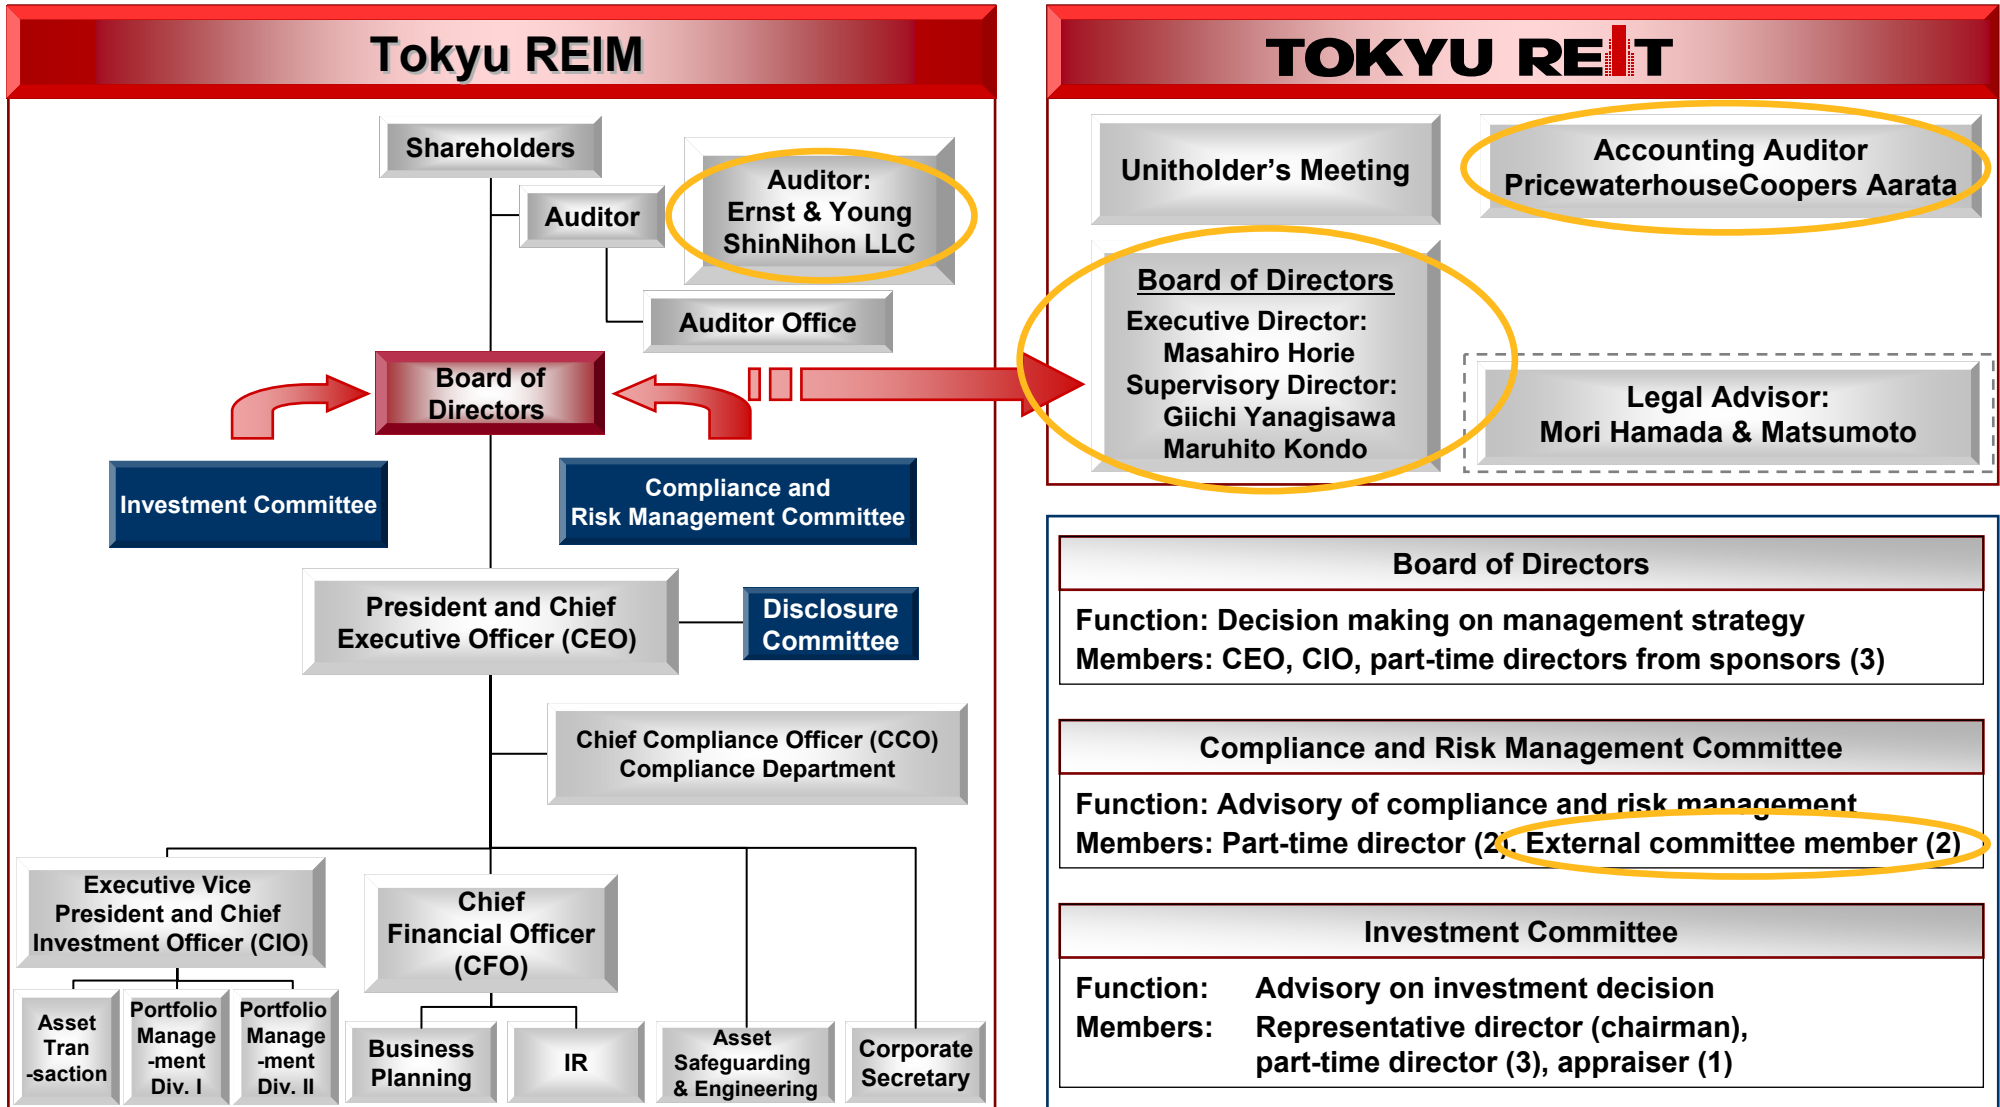 Tokyu REIM
Shareholders
Auditor:
Ernst & Young
ShinNihon LLC
Auditor
Auditor Office
Board of
Directors
Investment Committee
Compliance and
Risk Management Committee
President and Chief
Executive Officer (CEO)
Disclosure
Committee
Chief Compliance Officer (CCO)
Compliance Department
Executive Vice
President and Chief
Investment Officer (CIO)
Chief
Financial Officer
(CFO)
Asset
Tran
-saction
Portfolio
Manage
-ment
Div. I
Portfolio
Manage
-ment
Div. II
Business
Planning
IR
Asset
Safeguarding
& Engineering
Corporate
Secretary
TOKYU REIT
Unitholder’s Meeting
Accounting Auditor
PricewaterhouseCoopers Aarata
Board of Directors
Executive Director:
Masahiro Horie
Supervisory Director:
Giichi Yanagisawa
Maruhito Kondo
Legal Advisor:
Mori Hamada & Matsumoto
Board of Directors
Function: Decision making on management strategy
Members: CEO, CIO, part-time directors from sponsors (3)
Compliance and Risk Management Committee
Function: Advisory of compliance and risk management
Members: Part-time director (2), External committee member (2)
Investment Committee
Function: Advisory on investment decision
Members: Representative director (chairman),
part-time director (3), appraiser (1)